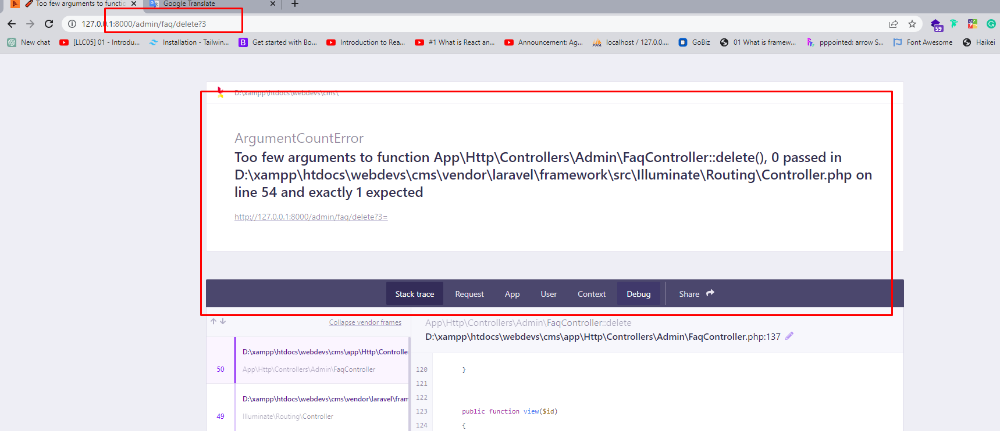 Too few arguments to functio
Google Translate
127.0.0.1:8000/admin/faq/delete?3
59
New chat
[LLC05] 01 - Introdu...
Installation - Tailwin...
B
Get started with Bo...
Introduction to Rea...
#1 What is React an...
Announcement: Ag...
PMA
localhost / 127.0.0....
GoBiz
01 What is framew...
pppointed: arrow S...
Font Awesome
Haikei
D:\xampp\htdocs\webdevs\cms\
ArgumentCountError
Too few arguments to function App\Http\Controllers\Admin\FaqController::delete(), 0 passed in
D:\xampp\htdocs\webdevs\cms\vendor\laravel\framework\src\Illuminate\Routing\Controller.php on
line 54 and exactly 1 expected
http://127.0.0.1:8000/admin/faq/delete?3=
Stack trace
Request
App
User
Context
Debug
Share
Collapse vendor frames
D:\xampp\htdocs\webdevs\cms\app\Http\Controlle
50
App\Http\Controllers\Admin\FaqController
D:\xampp\htdocs\webdevs\cms\vendor\laravel\fram
49
Illuminate\Routing\Controller
App\Http\Controllers\Admin\FaqController::delete
D:\xampp\htdocs\webdevs\cms\app\Http\Controllers\Admin\FaqController.php:137
120 }
121
122
123 public function view($id)
124 {